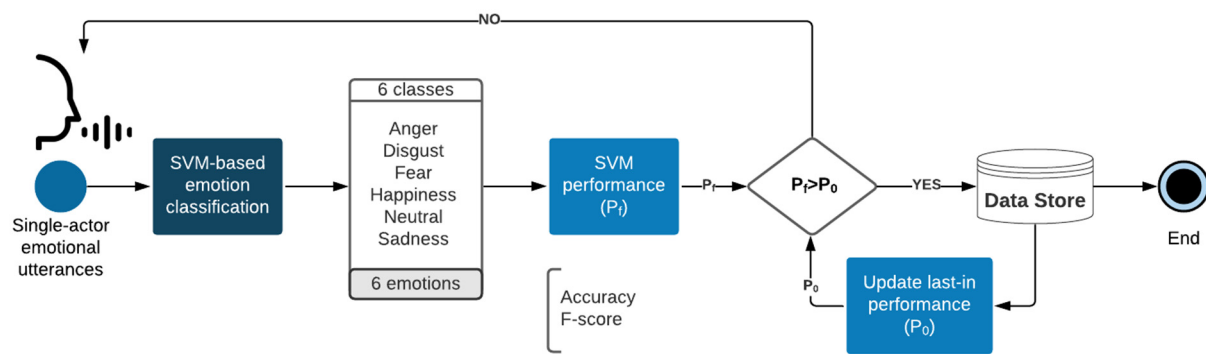 NO
Single-actor
emotional
utterances
SVM-based
emotion
classification
6 classes
Anger
Disgust
Fear
Happiness
Neutral
Sadness
6 emotions
SVM
performance
(Pf)
Accuracy
F-score
Pf
Pf>P0
YES
Data Store
End
Update last-in
performance
(P0)
P0